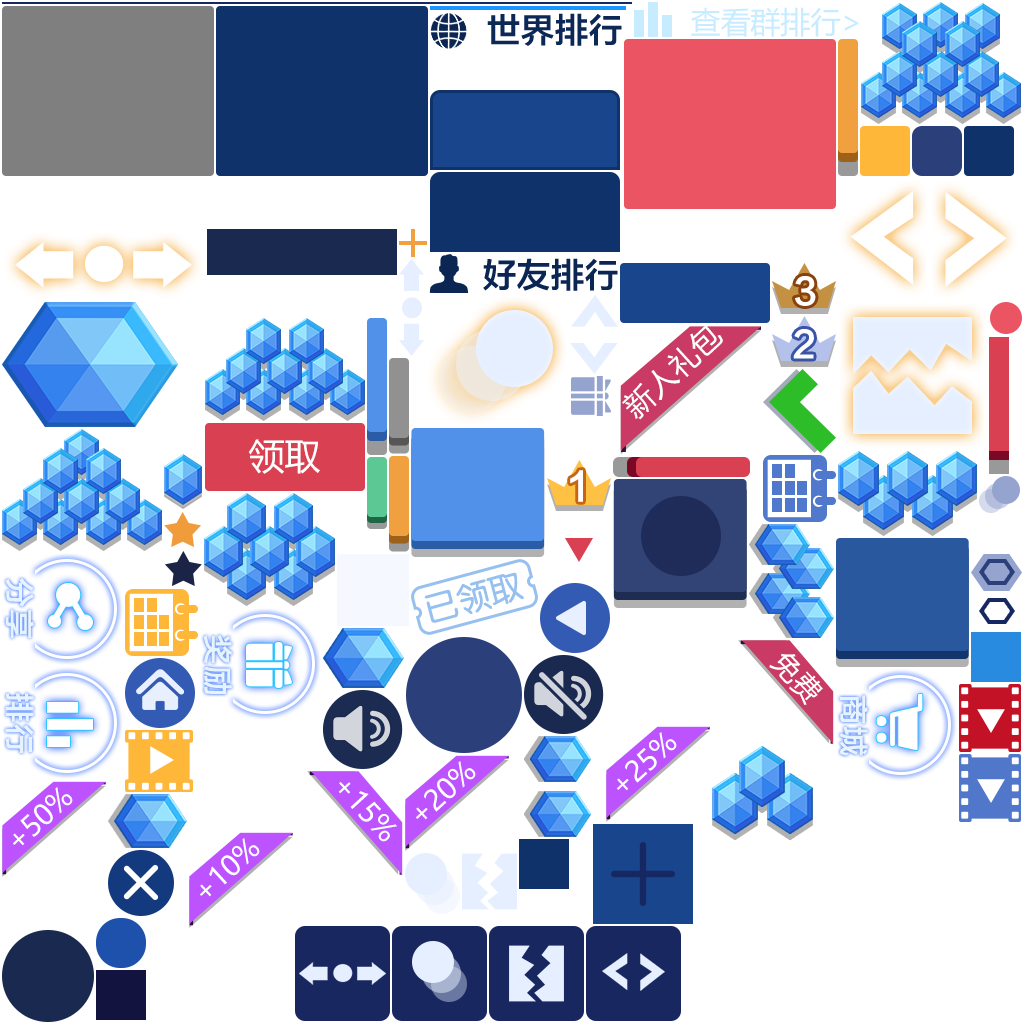 世界排行
查看群排行>
好友排行
3
2
新人礼包
领取
1
已领取
分享
奖励
免费
排行
商城
+50%
+15%
+20%
+25%
+10%